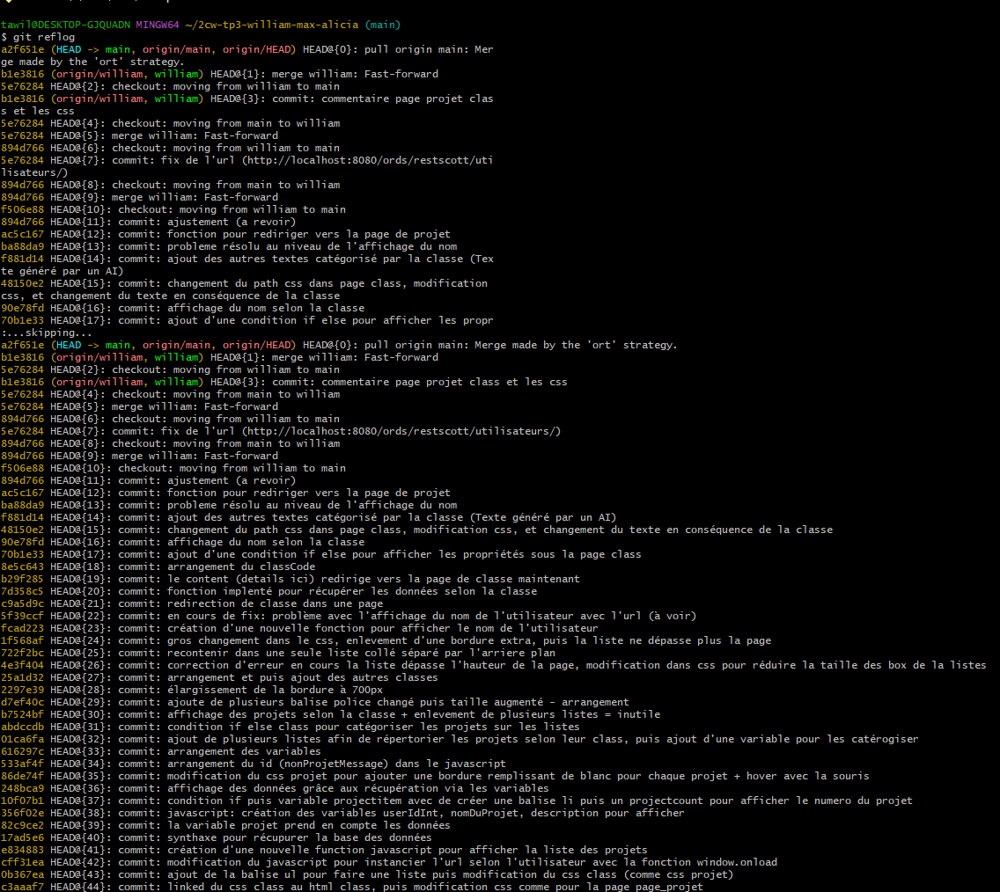 tawil@DESKTOP-GJQUADN MINGW64 ~/2cw-tp3-william-max-alicia (main)
$ git reflog
a2f651e (HEAD -> main, origin/main, origin/HEAD) HEAD@{0}: pull origin main: Mer
ge made by the 'ort' strategy.
b1e3816 (origin/william, william) HEAD@{1}: merge william: Fast-forward
5e76284 HEAD@{2}: checkout: moving from william to main
b1e3816 (origin/william, william) HEAD@{3}: commit: commentaire page projet clas
s et les css
5e76284 HEAD@{4}: checkout: moving from main to william
5e76284 HEAD@{5}: merge william: Fast-forward
894d766 HEAD@{6}: checkout: moving from william to main
5e76284 HEAD@{7}: commit: fix de l'url (http://localhost:8080/ords/restscott/uti
lisateurs/)
894d766 HEAD@{8}: checkout: moving from main to william
894d766 HEAD@{9}: merge william: Fast-forward
f506e88 HEAD@{10}: checkout: moving from william to main
894d766 HEAD@{11}: commit: ajustement (a revoir)
ac5c167 HEAD@{12}: commit: fonction pour rediriger vers la page de projet
ba88da9 HEAD@{13}: commit: probleme résolu au niveau de l'affichage du nom
f881d14 HEAD@{14}: commit: ajout des autres textes catégorisé par la classe (Tex
te généré par un AI)
48150e2 HEAD@{15}: commit: changement du path css dans page class, modification
css, et changement du texte en conséquence de la classe
90e78fd HEAD@{16}: commit: affichage du nom selon la classe
70b1e33 HEAD@{17}: commit: ajout d'une condition if else pour afficher les propr
:...skipping...
a2f651e (HEAD -> main, origin/main, origin/HEAD) HEAD@{0}: pull origin main: Merge made by the 'ort' strategy.
b1e3816 (origin/william, william) HEAD@{1}: merge william: Fast-forward
5e76284 HEAD@{2}: checkout: moving from william to main
b1e3816 (origin/william, william) HEAD@{3}: commit: commentaire page projet class et les css
5e76284 HEAD@{4}: checkout: moving from main to william
5e76284 HEAD@{5}: merge william: Fast-forward
894d766 HEAD@{6}: checkout: moving from william to main
5e76284 HEAD@{7}: commit: fix de l'url (http://localhost:8080/ords/restscott/utilisateurs/)
894d766 HEAD@{8}: checkout: moving from main to william
894d766 HEAD@{9}: merge william: Fast-forward
f506e88 HEAD@{10}: checkout: moving from william to main
894d766 HEAD@{11}: commit: ajustement (a revoir)
ac5c167 HEAD@{12}: commit: fonction pour rediriger vers la page de projet
ba88da9 HEAD@{13}: commit: probleme résolu au niveau de l'affichage du nom
f881d14 HEAD@{14}: commit: ajout des autres textes catégorisé par la classe (Texte généré par un AI)
48150e2 HEAD@{15}: commit: changement du path css dans page class, modification css, et changement du texte en conséquence de la classe
90e78fd HEAD@{16}: commit: affichage du nom selon la classe
70b1e33 HEAD@{17}: commit: ajout d'une condition if else pour afficher les propriétés sous la page class
8e5c643 HEAD@{18}: commit: arrangement du classCode
b29f285 HEAD@{19}: commit: le content (details ici) redirige vers la page de classe maintenant
7d358c5 HEAD@{20}: commit: fonction implenté pour récupérer les données selon la classe
c9a5d9c HEAD@{21}: commit: redirection de classe dans une page
5f39ccf HEAD@{22}: commit: en cours de fix: problème avec l'affichage du nom de l'utilisateur avec l'url (à voir)
fcad223 HEAD@{23}: commit: création d'une nouvelle fonction pour afficher le nom de l'utilisateur
1f568af HEAD@{24}: commit: gros changement dans le css, enlevement d'une bordure extra, puis la liste ne dépasse plus la page
722f2bc HEAD@{25}: commit: recontenir dans une seule liste collé séparé par l'arriere plan
4e3f404 HEAD@{26}: commit: correction d'erreur en cours la liste dépasse l'hauteur de la page, modification dans css pour réduire la taille des box de la listes
25a1d32 HEAD@{27}: commit: arrangement et puis ajout des autres classes
2297e39 HEAD@{28}: commit: élargissement de la bordure à 700px
d7ef40c HEAD@{29}: commit: ajoute de plusieurs balise police changé puis taille augmenté - arrangement
b7524bf HEAD@{30}: commit: affichage des projets selon la classe + enlevement de plusieurs listes = inutile
abdccdb HEAD@{31}: commit: condition if else class pour catégoriser les projets sur les listes
01ca6fa HEAD@{32}: commit: ajout de plusieurs listes afin de répertorier les projets selon leur class, puis ajout d'une variable pour les catérogiser
616297c HEAD@{33}: commit: arrangement des variables
533af4f HEAD@{34}: commit: arrangement du id (nonProjetMessage) dans le javascript
86de74f HEAD@{35}: commit: modification du css projet pour ajouter une bordure remplissant de blanc pour chaque projet + hover avec la souris
248bca9 HEAD@{36}: commit: affichage des données grâce aux récupération via les variables
10f07b1 HEAD@{37}: commit: condition if puis variable projectitem avec de créer une balise li puis un projectcount pour afficher le numero du projet
356f02e HEAD@{38}: commit: javascript: création des variables userIdInt, nomDuProjet, description pour afficher
82c9ce2 HEAD@{39}: commit: la variable projet prend en compte les données
17ad5e6 HEAD@{40}: commit: synthaxe pour récupurer la base des données
e834883 HEAD@{41}: commit: création d'une nouvelle function javascript pour afficher la liste des projets
cff31ea HEAD@{42}: commit: modification du javascript pour instancier l'url selon l'utilisateur avec la fonction window.onload
0b367ea HEAD@{43}: commit: ajout de la balise ul pour faire une liste puis modification du css class (comme css projet)
c3aaaf7 HEAD@{44}: commit: linked du css class au html class, puis modification css comme pour la page page_projet